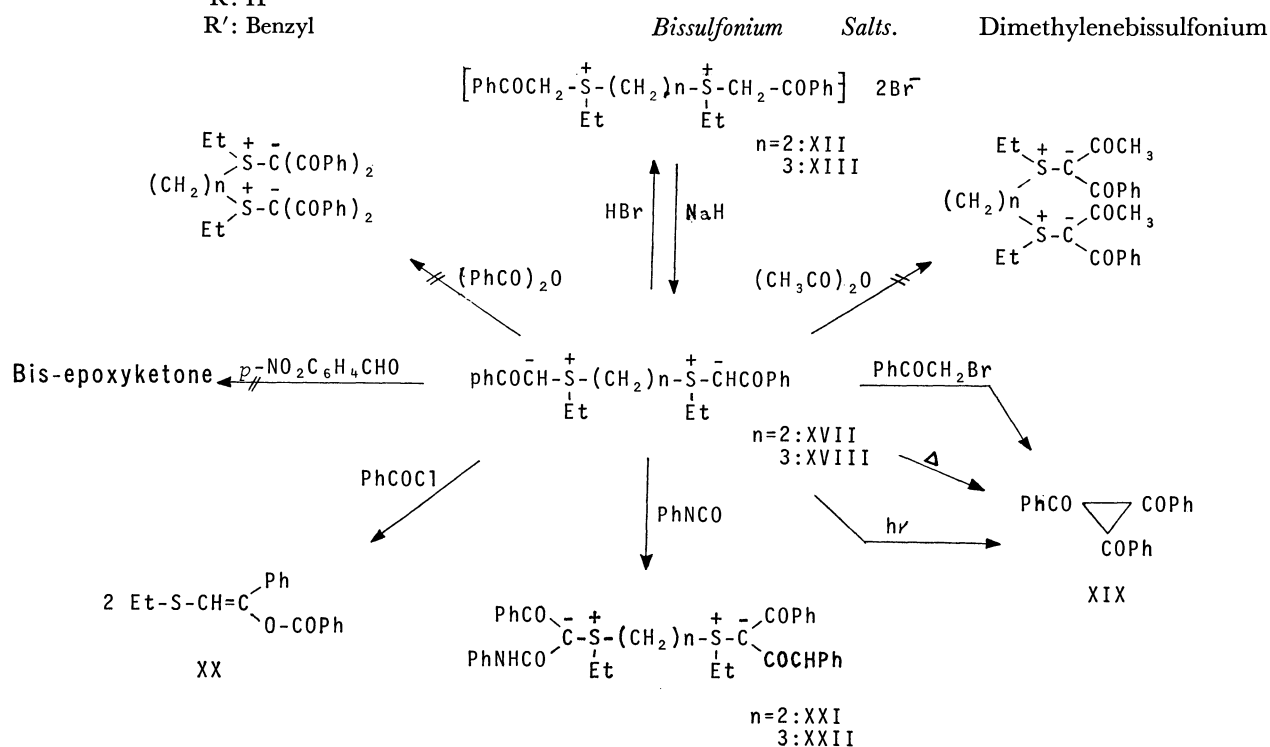 R: H
R′: Benzyl
Bissulfonium Salts. Dimethylenebissulfonium
[PhCOCH2-S+-(CH2)n-S+-CH2-COPh] 2Br-
Et Et
n=2:XII
3:XIII
Et
S+-C-(COPh)2
(CH2)n
S+-C-(COPh)2
Et
Et S+-C- COCH3
COPh
(CH2)n
COCH3
S+-C-
Et COPh
HBr NaH
(PhCO)2O
(CH3CO)2O
Bis-epoxyketone
p-NO2C6H4CHO
phCOC-H-S+-(CH2)n-S+-C-HCOPh
Et Et
n=2:XVII
3:XVIII
PhCOCH2Br
Δ
hν
PhCO COPh
COPh
XIX
PhCOCl
PhNCO
2 Et-S-CH=C
Ph
O-COPh
XX
PhCO COPh
C--S+-(CH2)n-S+-C-
PhNHCO COCHPh
Et Et
n=2:XXI
3:XXII